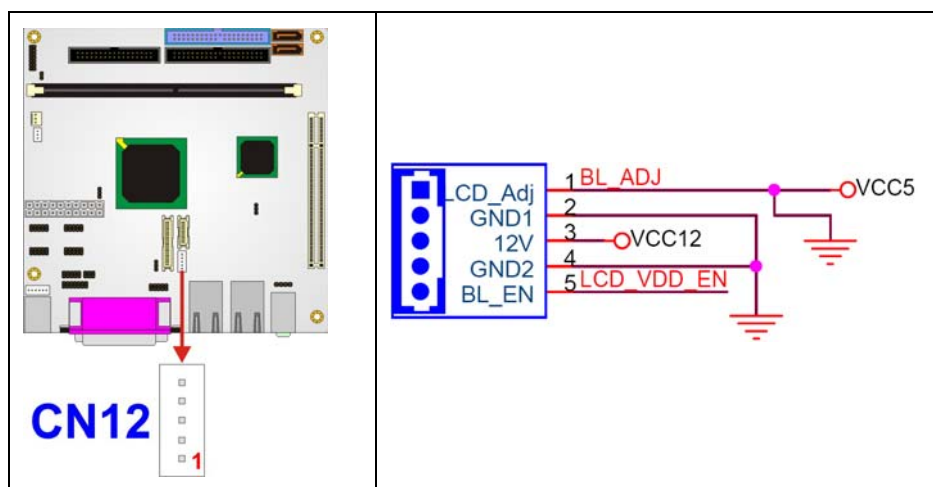 CN12
1
LCD_Adj 1 BL_ADJ VCC5
GND1 2
12V 3 VCC12
GND2 4
BL_EN 5 LCD_VDD_EN